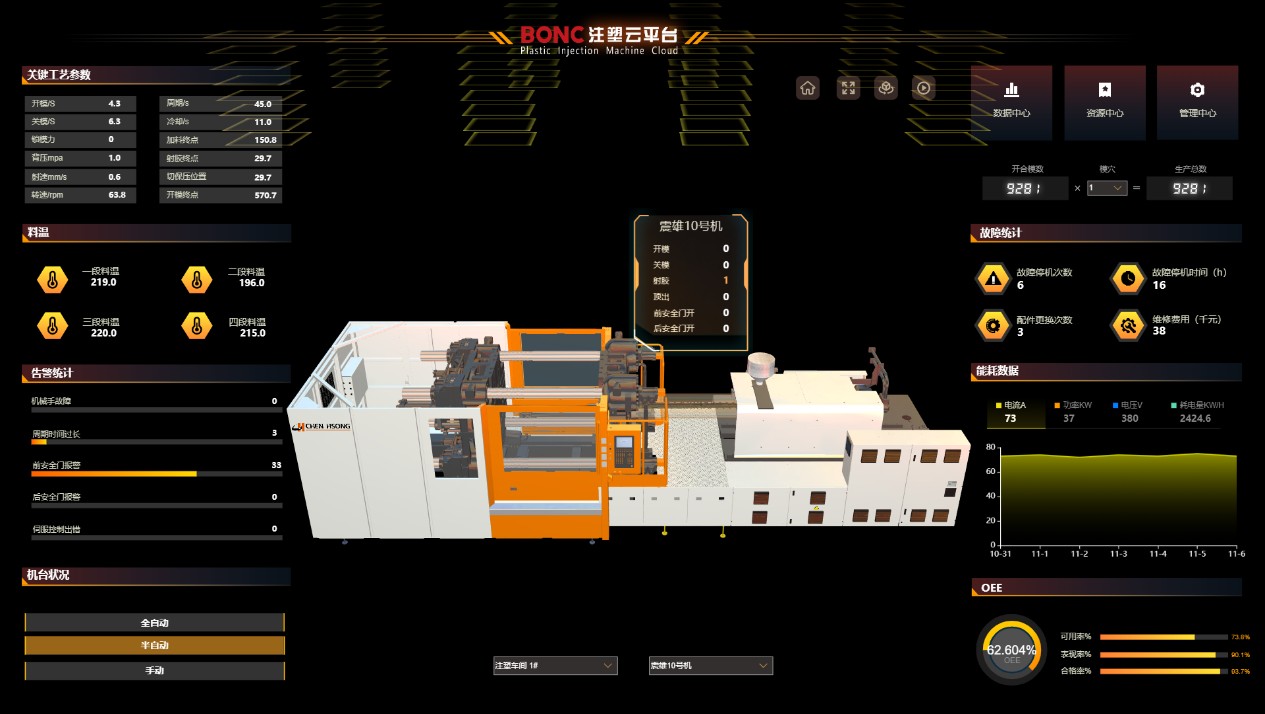 BONC 注塑云平台
Plastic Injection Machine Cloud
关键工艺参数
开模/S 4.3
关模/S 6.3
锁模力 0
背压mpa 1.0
射速mm/s 0.6
转速/rpm 63.8
周期/s 45.0
冷却/s 11.0
加料终点 150.8
射胶终点 29.7
切保压位置 29.7
开模终点 570.7
料温
一段料温 219.0
二段料温 196.0
三段料温 220.0
四段料温 215.0
告警统计
机械手故障 0
周期时间过长 3
前安全门报警 33
后安全门报警 0
伺服控制出错 0
机台状况
全自动
半自动
手动
震雄10号机
开模 0
关模 0
射胶 1
顶出 0
前安全门开 0
后安全门开 0
CHEN HSONG
注塑车间 1#
震雄10号机
数据中心
资源中心
管理中心
开合模数 模穴 生产总数
9281 × 1 = 9281
故障统计
故障停机次数 6
故障停机时间（h） 16
配件更换次数 3
维修费用（千元） 38
能耗数据
电流A 功率KW 电压V 耗电量KW/H
73 37 380 2424.6
80
60
40
20
0
10-31 11-1 11-2 11-3 11-4 11-5 11-6
OEE
62.604%
OEE
可用率% 73.8%
表现率% 90.1%
合格率% 93.7%